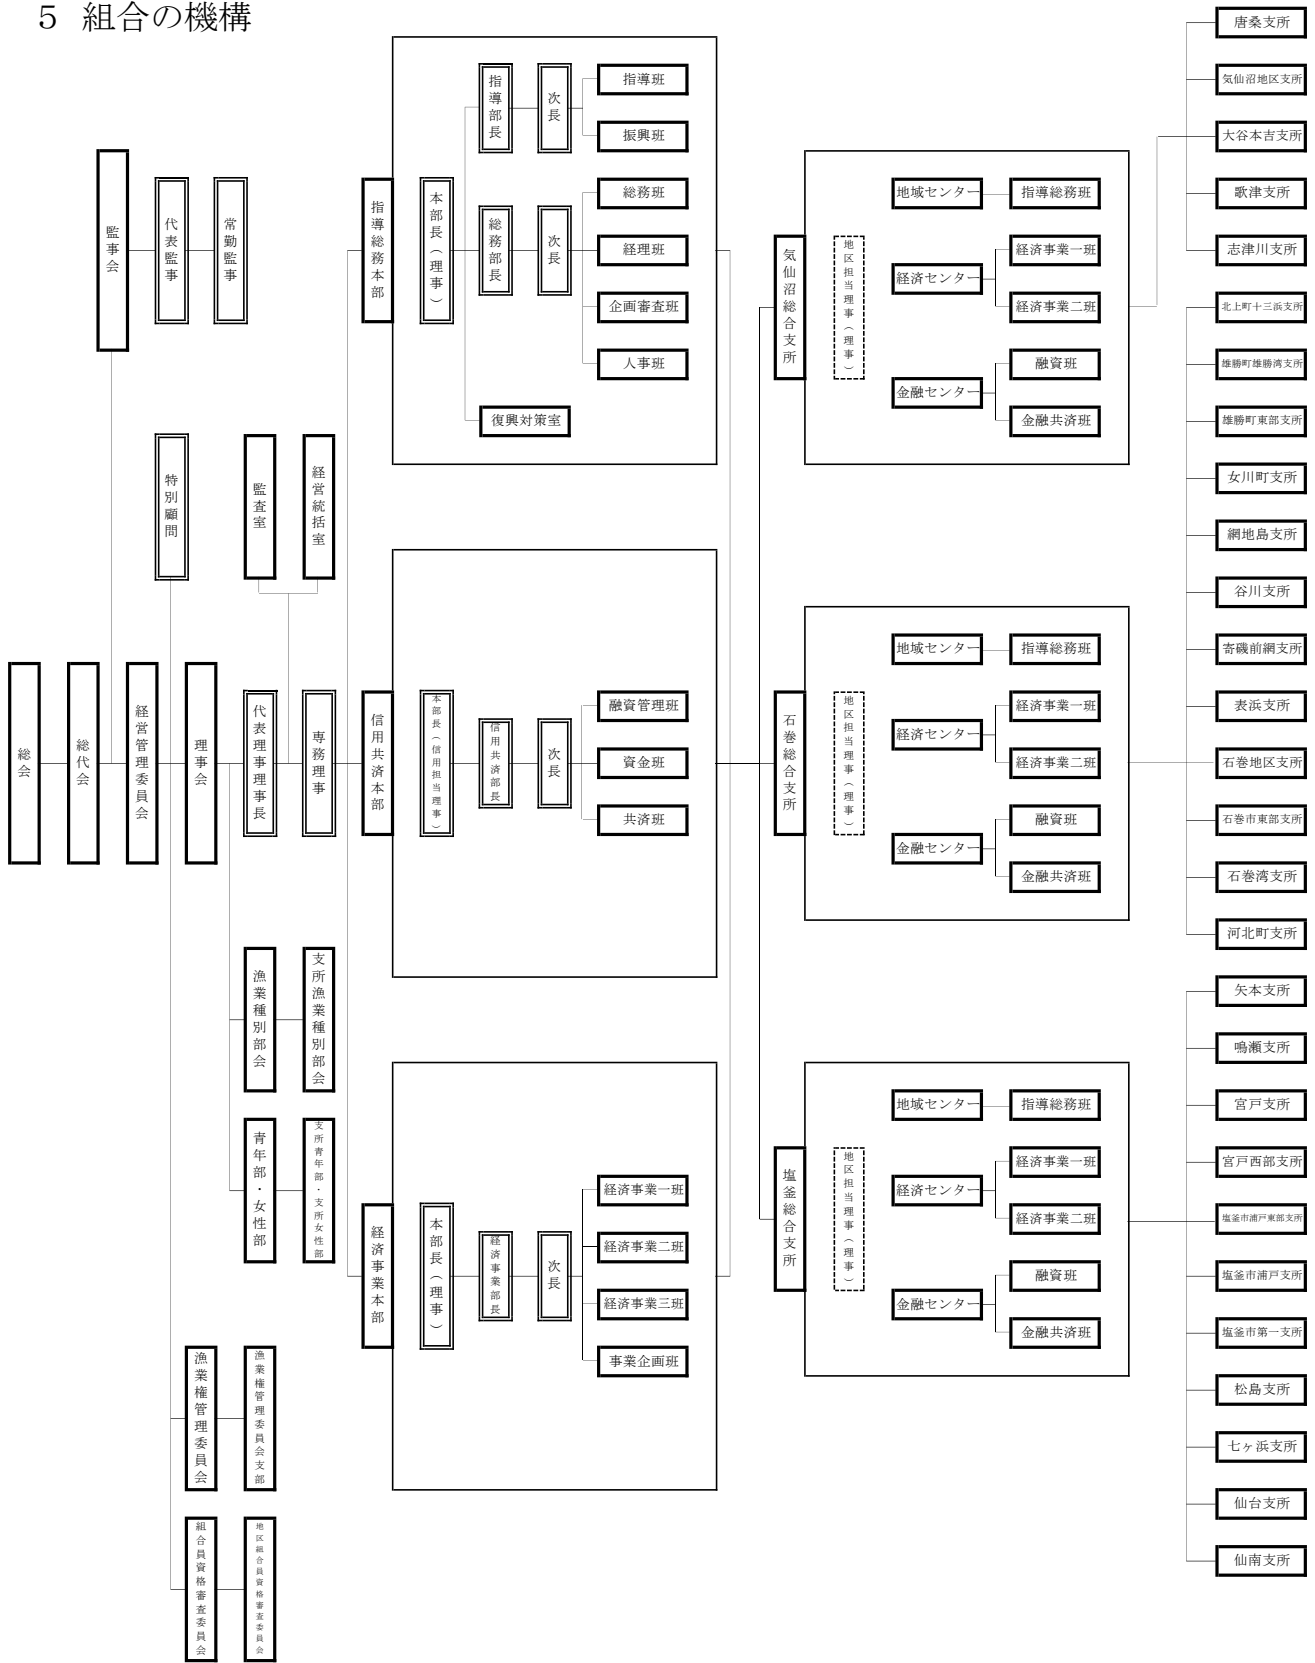 5 組合の機構
監事会
代表監事
常勤監事
特別顧問
監査室
経営統括室
総会
総代会
経営管理委員会
理事会
代表理事理事長
専務理事
漁業種別部会
支所漁業種別部会
青年部・女性部
支所青年部・支所女性部
漁業権管理委員会
漁業権管理委員会支部
組合員資格審査委員会
地区組合員資格審査委員会
指導総務本部
本部長（理事）
指導部長
次長
指導班
振興班
総務部長
次長
総務班
経理班
企画審査班
人事班
復興対策室
信用共済本部
本部長（信用担当理事）
信用共済部長
次長
融資管理班
資金班
共済班
経済事業本部
本部長（理事）
経済事業部長
次長
経済事業一班
経済事業二班
経済事業三班
事業企画班
気仙沼総合支所
地区担当理事（理事）
地域センター
指導総務班
経済センター
経済事業一班
経済事業二班
金融センター
融資班
金融共済班
石巻総合支所
地区担当理事（理事）
地域センター
指導総務班
経済センター
経済事業一班
経済事業二班
金融センター
融資班
金融共済班
塩釜総合支所
地区担当理事（理事）
地域センター
指導総務班
経済センター
経済事業一班
経済事業二班
金融センター
融資班
金融共済班
唐桑支所
気仙沼地区支所
大谷本吉支所
歌津支所
志津川支所
北上町十三浜支所
雄勝町雄勝湾支所
雄勝町東部支所
女川町支所
網地島支所
谷川支所
寄磯前網支所
表浜支所
石巻地区支所
石巻市東部支所
石巻湾支所
河北町支所
矢本支所
鳴瀬支所
宮戸支所
宮戸西部支所
塩釜市浦戸東部支所
塩釜市浦戸支所
塩釜市第一支所
松島支所
七ヶ浜支所
仙台支所
仙南支所